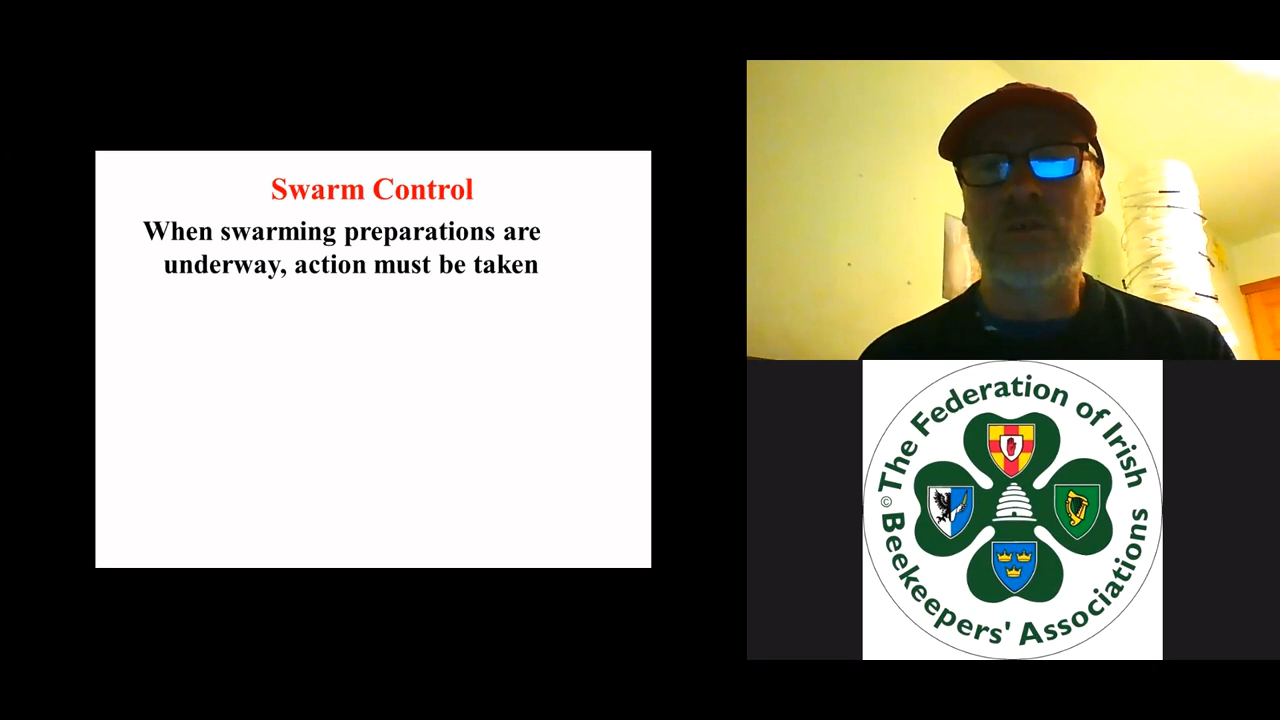 Swarm Control
When swarming preparations are
underway, action must be taken
The Federation of Irish
Beekeepers' Associations
©